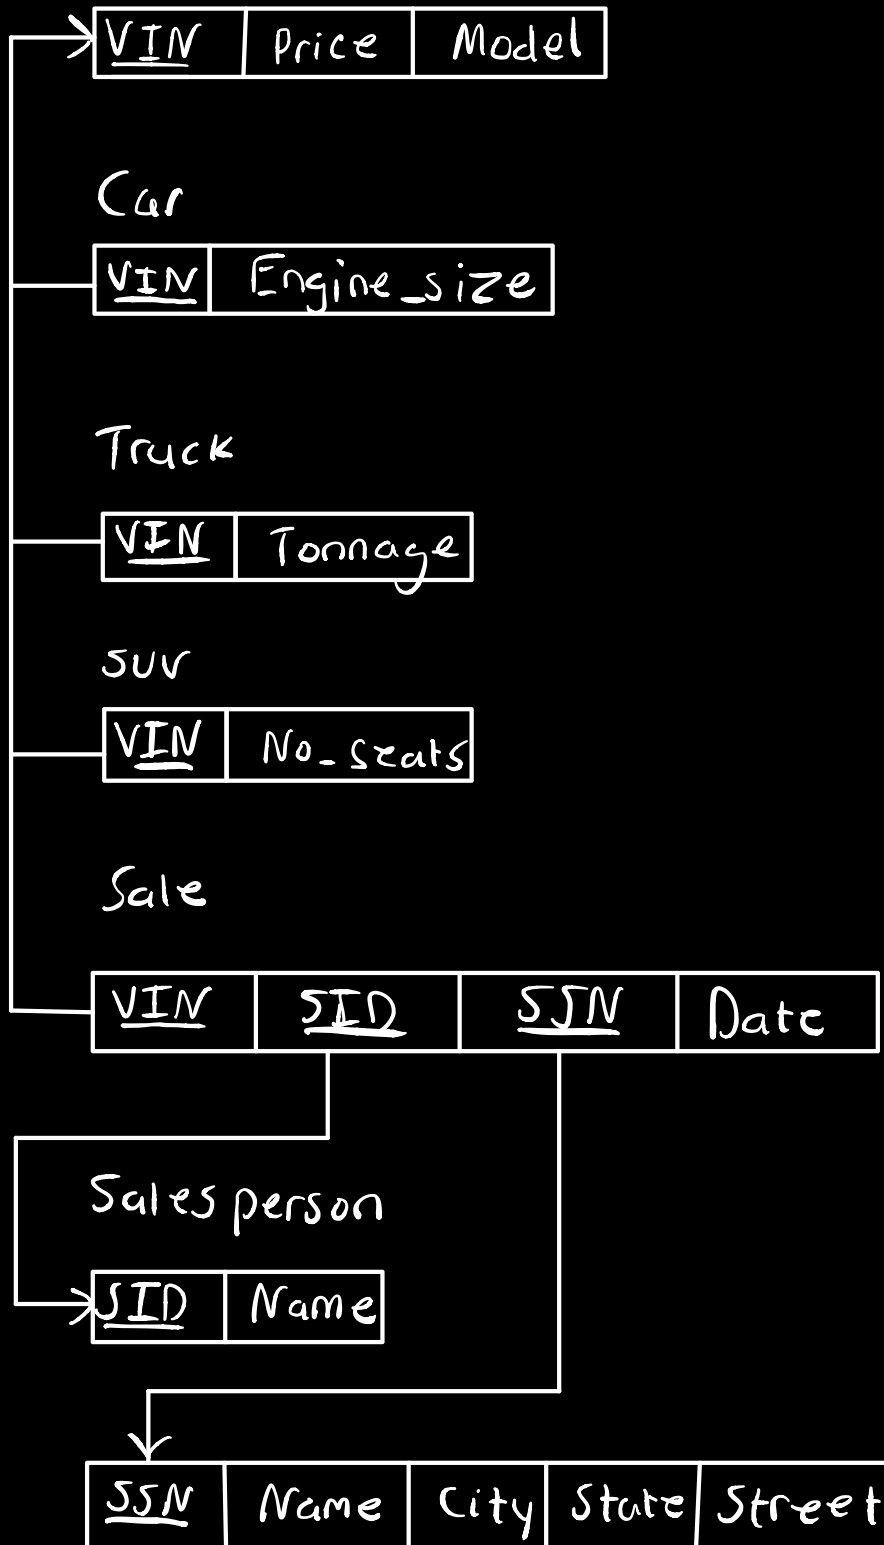 VIN Price Model
Car
VIN Engine_size
Truck
VIN Tonnage
SUV
VIN No_seats
Sale
VIN SID SSN Date
Salesperson
SID Name
SSN Name City State Street